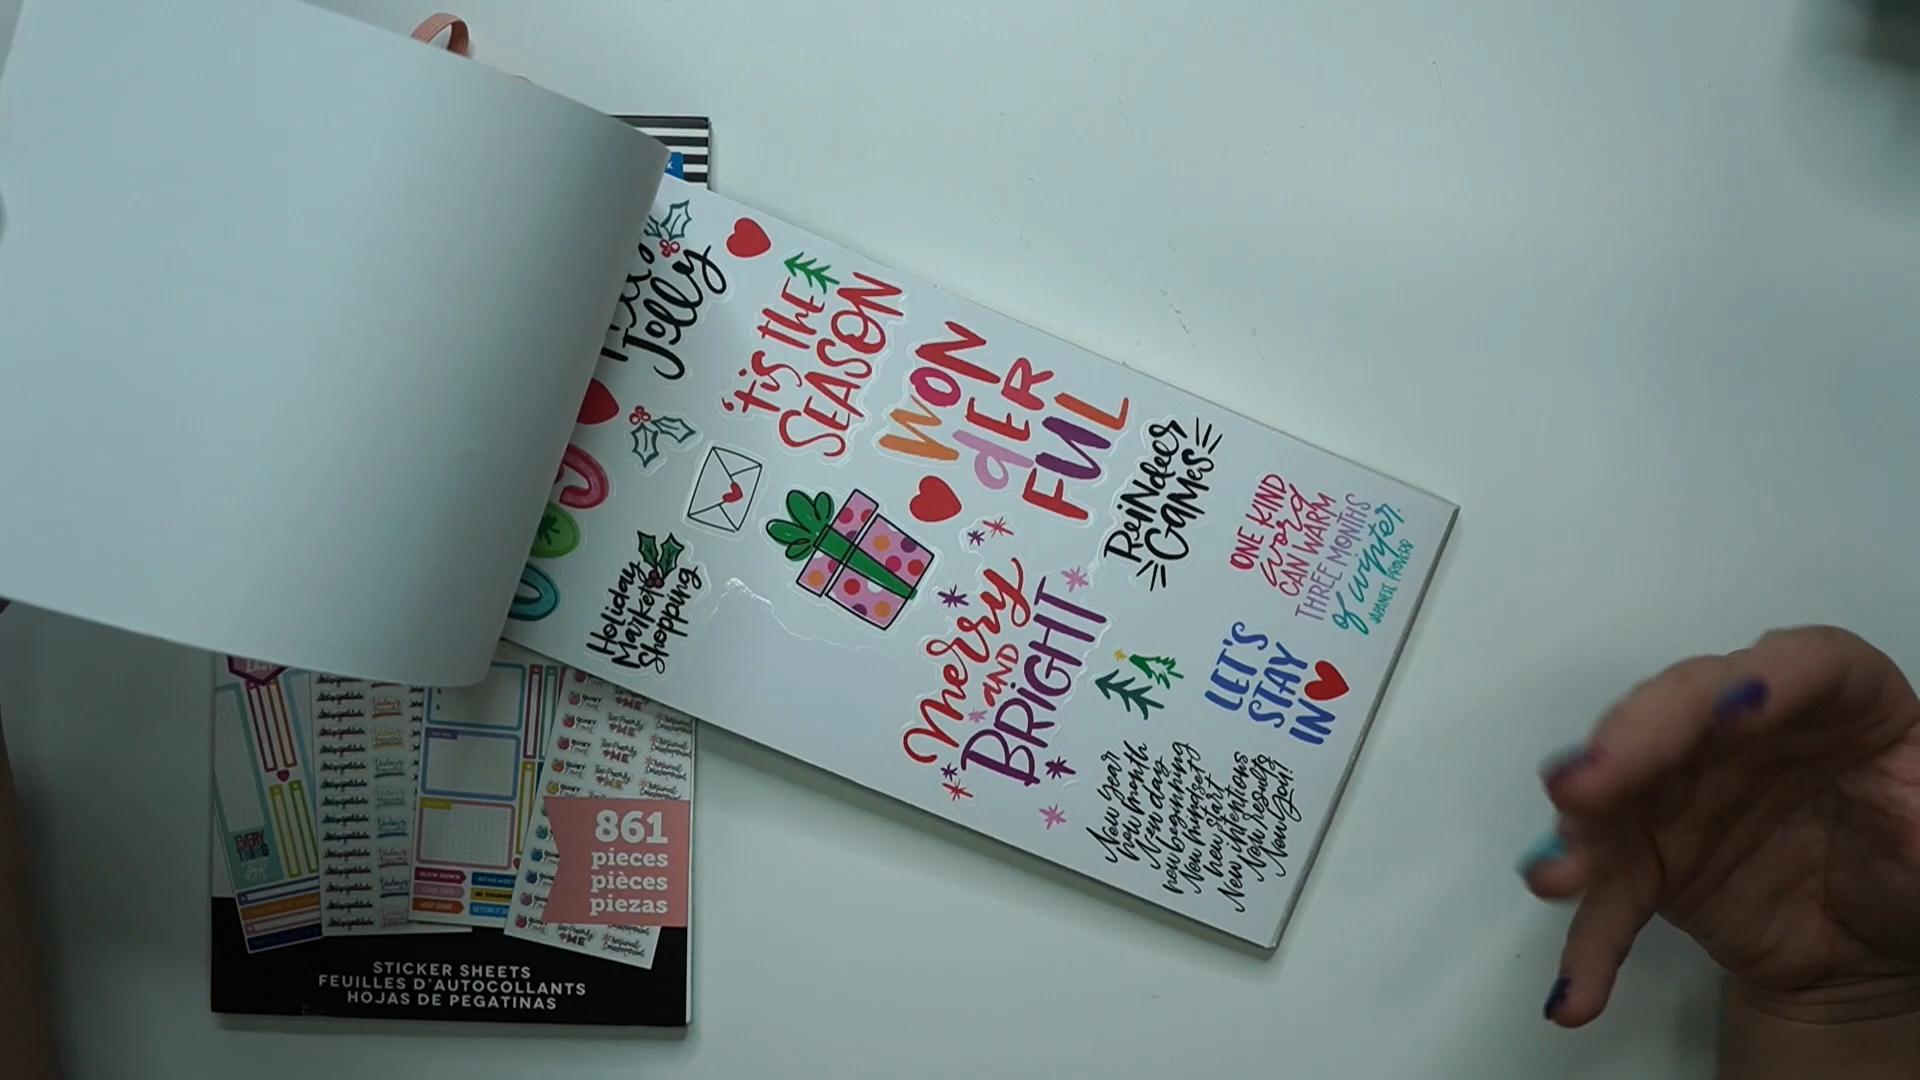 Jolly
'tis the
SEASON
WON
dER
FUL
ReiNdeer
GaMes
ONE KIND
word
CAN WARM
THREE MONTHS
of winter.
JAPANESE PROVERB
Holiday
Market
Shopping
Merry
AND
BRIGHT
LET'S
STAY
IN
New year
new month
New day
new beginning
New mindset
new start
New intentions
New results
New you!
861
pieces
pièces
piezas
STICKER SHEETS
FEUILLES D'AUTOCOLLANTS
HOJAS DE PEGATINAS